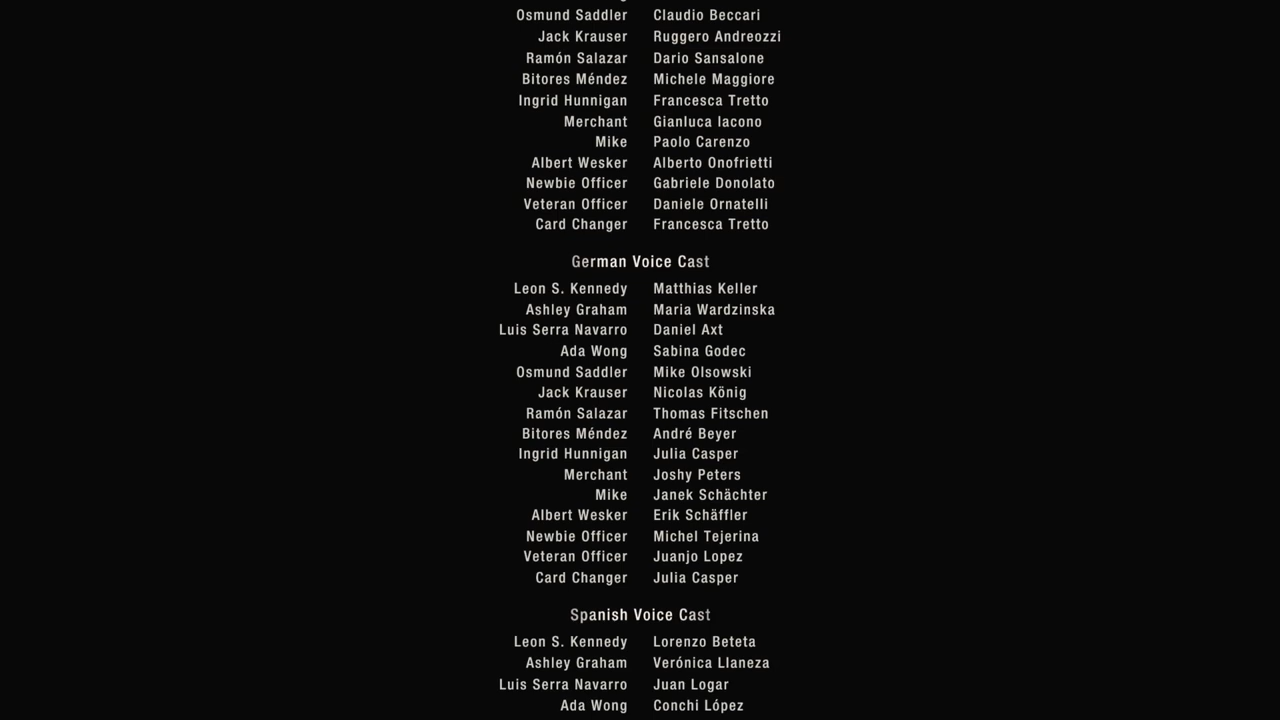 Osmund Saddler Claudio Beccari
Jack Krauser Ruggero Andreozzi
Ramón Salazar Dario Sansalone
Bitores Méndez Michele Maggiore
Ingrid Hunnigan Francesca Tretto
Merchant Gianluca Iacono
Mike Paolo Carenzo
Albert Wesker Alberto Onofrietti
Newbie Officer Gabriele Donolato
Veteran Officer Daniele Ornatelli
Card Changer Francesca Tretto
German Voice Cast
Leon S. Kennedy Matthias Keller
Ashley Graham Maria Wardzinska
Luis Serra Navarro Daniel Axt
Ada Wong Sabina Godec
Osmund Saddler Mike Olsowski
Jack Krauser Nicolas König
Ramón Salazar Thomas Fitschen
Bitores Méndez André Beyer
Ingrid Hunnigan Julia Casper
Merchant Joshy Peters
Mike Janek Schächter
Albert Wesker Erik Schäffler
Newbie Officer Michel Tejerina
Veteran Officer Juanjo Lopez
Card Changer Julia Casper
Spanish Voice Cast
Leon S. Kennedy Lorenzo Beteta
Ashley Graham Verónica Llaneza
Luis Serra Navarro Juan Logar
Ada Wong Conchi López